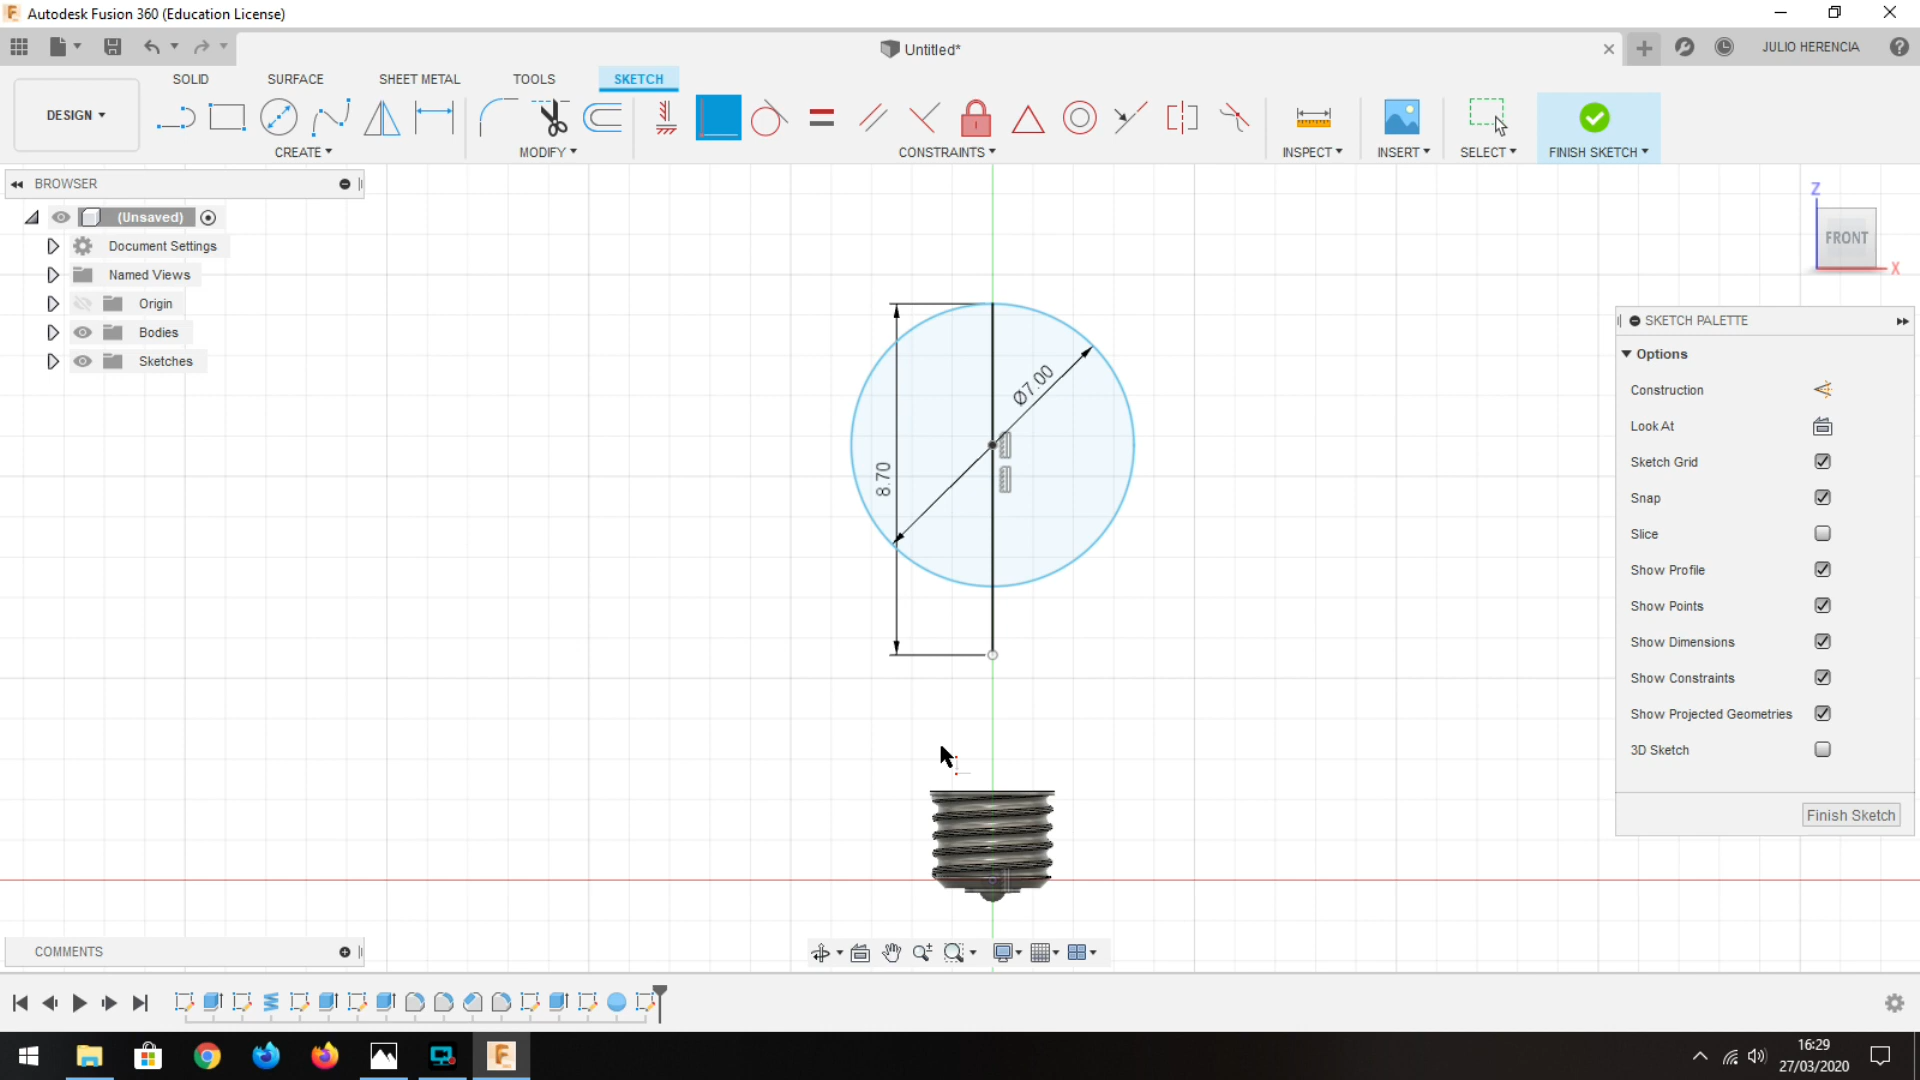 Autodesk Fusion 360 (Education License)
Untitled*
JULIO HERENCIA
SOLID
SURFACE
SHEET METAL
TOOLS
SKETCH
DESIGN
CREATE
MODIFY
CONSTRAINTS
INSPECT
INSERT
SELECT
FINISH SKETCH
BROWSER
(Unsaved)
Document Settings
Named Views
Origin
Bodies
Sketches
Z
FRONT
X
Ø7.00
8.70
SKETCH PALETTE
Options
Construction
Look At
Sketch Grid
Snap
Slice
Show Profile
Show Points
Show Dimensions
Show Constraints
Show Projected Geometries
3D Sketch
Finish Sketch
COMMENTS
16:29
27/03/2020